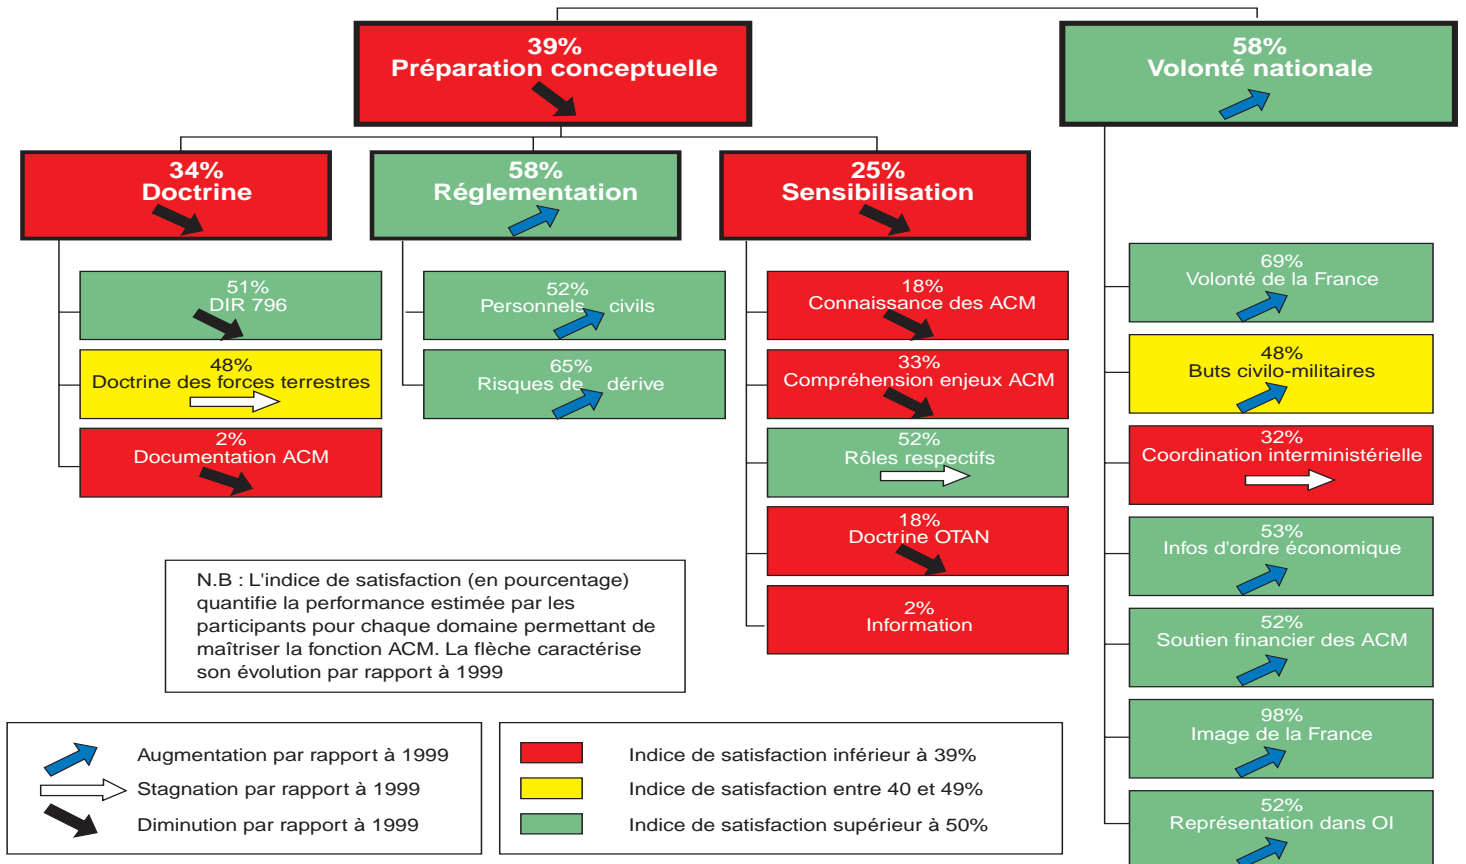 39%
Préparation conceptuelle
58%
Volonté nationale
34%
Doctrine
58%
Réglementation
25%
Sensibilisation
51%
DIR 796
48%
Doctrine des forces terrestres
2%
Documentation ACM
52%
Personnels civils
65%
Risques de dérive
18%
Connaissance des ACM
33%
Compréhension enjeux ACM
52%
Rôles respectifs
18%
Doctrine OTAN
2%
Information
69%
Volonté de la France
48%
Buts civilo-militaires
32%
Coordination interministérielle
53%
Infos d'ordre économique
52%
Soutien financier des ACM
98%
Image de la France
52%
Représentation dans OI
N.B : L'indice de satisfaction (en pourcentage)
quantifie la performance estimée par les
participants pour chaque domaine permettant de
maîtriser la fonction ACM. La flèche caractérise
son évolution par rapport à 1999
Augmentation par rapport à 1999
Stagnation par rapport à 1999
Diminution par rapport à 1999
Indice de satisfaction inférieur à 39%
Indice de satisfaction entre 40 et 49%
Indice de satisfaction supérieur à 50%